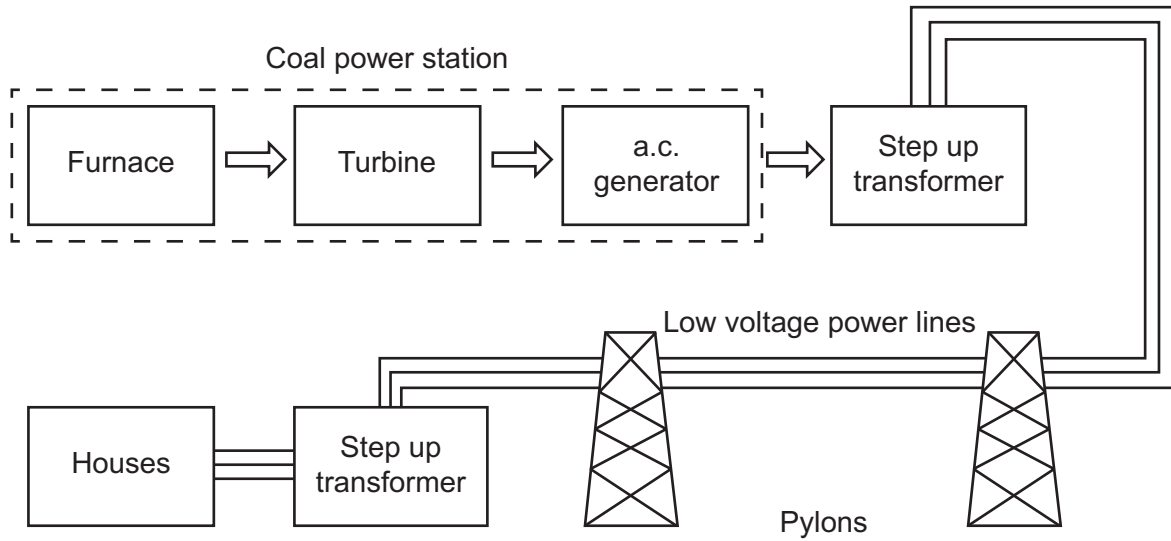 Coal power station
Furnace
Turbine
a.c.
generator
Step up
transformer
Low voltage power lines
Houses
Step up
transformer
Pylons